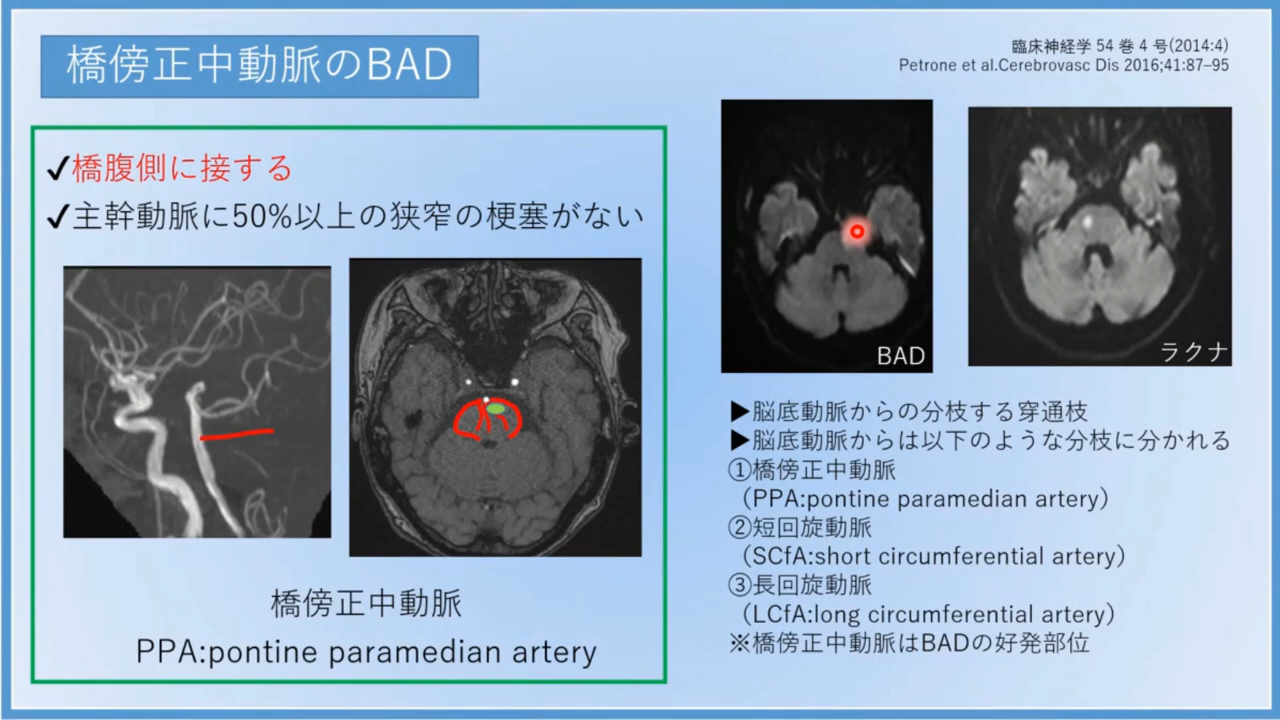 橋傍正中動脈のBAD
臨床神経学 54 巻 4 号(2014:4)
Petrone et al.Cerebrovasc Dis 2016;41:87–95
✓橋腹側に接する
✓主幹動脈に50%以上の狭窄の梗塞がない
橋傍正中動脈
PPA:pontine paramedian artery
BAD
ラクナ
▶脳底動脈からの分枝する穿通枝
▶脳底動脈からは以下のような分枝に分かれる
①橋傍正中動脈
（PPA:pontine paramedian artery）
②短回旋動脈
（SCfA:short circumferential artery）
③長回旋動脈
（LCfA:long circumferential artery）
※橋傍正中動脈はBADの好発部位